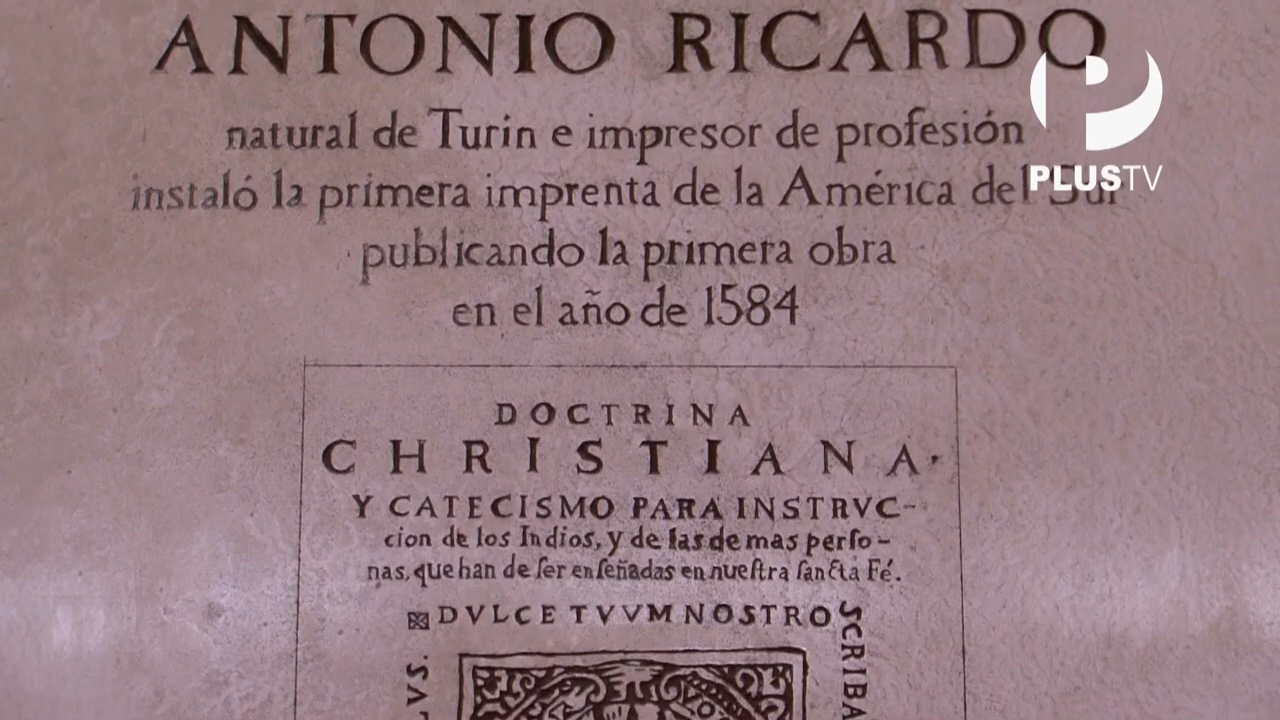 ANTONIO RICARDO
natural de Turin e impresor de profesión
instaló la primera imprenta de la América del Sur
publicando la primera obra
en el año de 1584
PLUSTV
DOCTRINA
CHRISTIANA.
Y CATECISMO PARA INSTRVC-
cion de los Indios, y de las de mas perſo-
nas, que han de ſer enſeñadas en nueſtra ſancta Fé.
DVLCE TVVM NOSTRO
SCRIBA